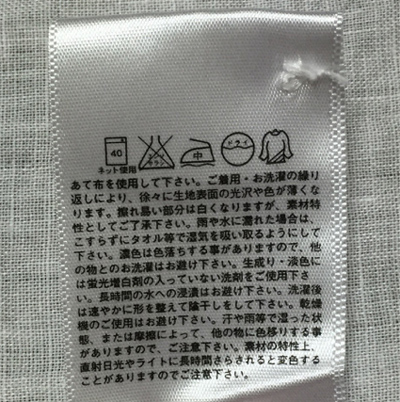 40 エンソサラシ 中 ドライ
ネット使用
あて布を使用して下さい。ご着用・お洗濯の繰り
返しにより、徐々に生地表面の光沢や色が薄くな
ります。擦れ易い部分は白くなりますが、素材特
性としてご了承下さい。雨や水に濡れた場合は、
こすらずにタオル等で湿気を吸い取るようにして
下さい。濃色は色落ちする事がありますので、他
の物とのお洗濯はお避け下さい。生成り・淡色に
は蛍光増白剤の入っていない洗剤をご使用下さ
い。長時間の水への浸漬はお避け下さい。洗濯後
は速やかに形を整えて陰干しをして下さい。乾燥
機のご使用はお避け下さい。汗や雨等で湿った状
態、または摩擦によって、他の物に色移りする事
がありますので、ご注意下さい。素材の特性上、
直射日光やライトに長時間さらされると変色する
ことがありますのでご注意下さい。